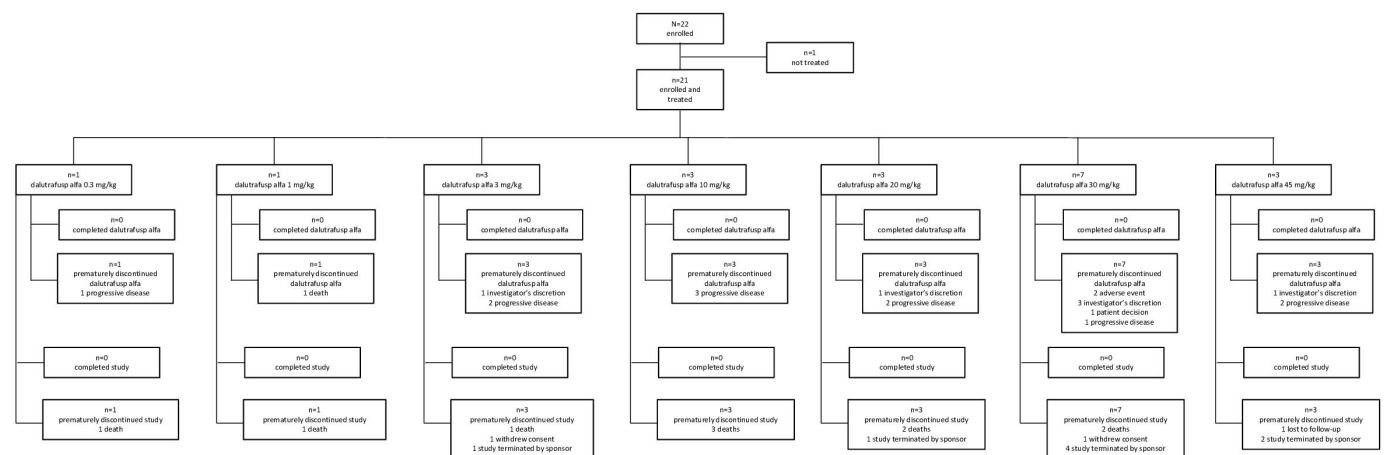 N=22
enrolled
n=1
not treated
n=21
enrolled and
treated
n=1
dalutrafusp alfa 0.3 mg/kg
n=0
completed dalutrafusp alfa
n=1
prematurely discontinued
dalutrafusp alfa
1 progressive disease
n=0
completed study
n=1
prematurely discontinued study
1 death
n=1
dalutrafusp alfa 1 mg/kg
n=0
completed dalutrafusp alfa
n=1
prematurely discontinued
dalutrafusp alfa
1 death
n=0
completed study
n=1
prematurely discontinued study
1 death
n=3
dalutrafusp alfa 3 mg/kg
n=0
completed dalutrafusp alfa
n=3
prematurely discontinued
dalutrafusp alfa
1 investigator's discretion
2 progressive disease
n=0
completed study
n=3
prematurely discontinued study
1 death
1 withdrew consent
1 study terminated by sponsor
n=3
dalutrafusp alfa 10 mg/kg
n=0
completed dalutrafusp alfa
n=3
prematurely discontinued
dalutrafusp alfa
3 progressive disease
n=0
completed study
n=3
prematurely discontinued study
3 deaths
n=3
dalutrafusp alfa 20 mg/kg
n=0
completed dalutrafusp alfa
n=3
prematurely discontinued
dalutrafusp alfa
1 investigator's discretion
2 progressive disease
n=0
completed study
n=3
prematurely discontinued study
2 deaths
1 study terminated by sponsor
n=7
dalutrafusp alfa 30 mg/kg
n=0
completed dalutrafusp alfa
n=7
prematurely discontinued
dalutrafusp alfa
2 adverse event
3 investigator's discretion
1 patient decision
1 progressive disease
n=0
completed study
n=7
prematurely discontinued study
2 deaths
1 withdrew consent
4 study terminated by sponsor
n=3
dalutrafusp alfa 45 mg/kg
n=0
completed dalutrafusp alfa
n=3
prematurely discontinued
dalutrafusp alfa
1 investigator's discretion
2 progressive disease
n=0
completed study
n=3
prematurely discontinued study
1 lost to follow-up
2 study terminated by sponsor